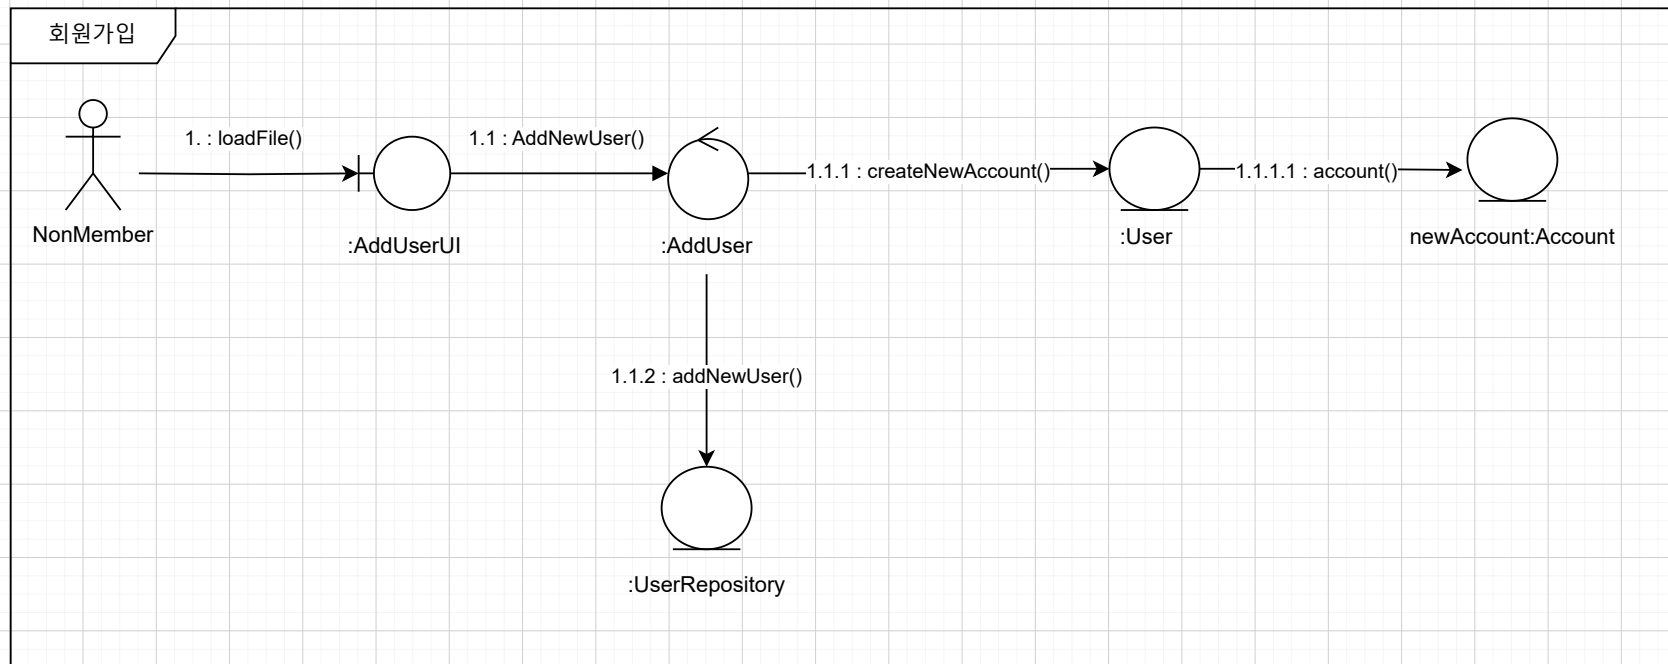 회원가입
1. : loadFile()
1.1 : AddNewUser()
1.1.1 : createNewAccount()
1.1.1.1 : account()
NonMember
:AddUserUI
:AddUser
:User
newAccount:Account
1.1.2 : addNewUser()
:UserRepository